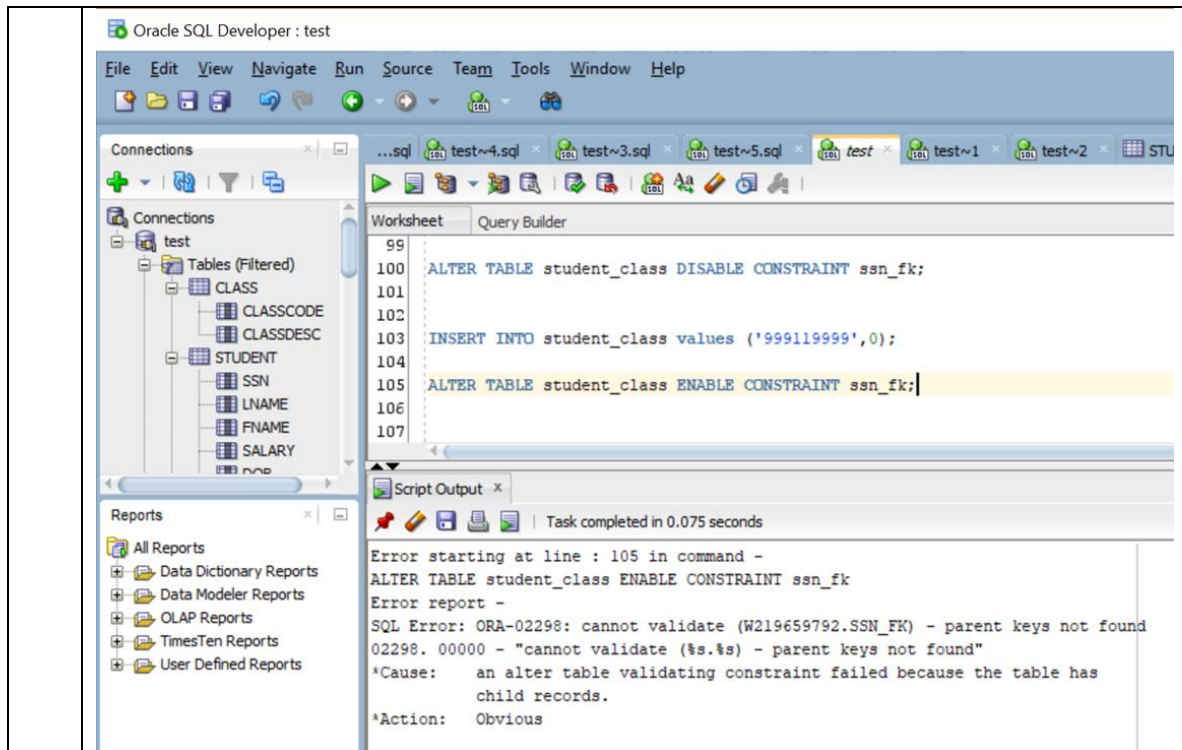 Oracle SQL Developer : test
File Edit View Navigate Run Source Team Tools Window Help
Connections
...sql test~4.sql test~3.sql test~5.sql test test~1 test~2 STU
Connections
test
Tables (Filtered)
CLASS
CLASSCODE
CLASSDESC
STUDENT
SSN
LNAME
FNAME
SALARY
DOB
Worksheet Query Builder
99
100 ALTER TABLE student_class DISABLE CONSTRAINT ssn_fk;
101
102
103 INSERT INTO student_class values ('999119999',0);
104
105 ALTER TABLE student_class ENABLE CONSTRAINT ssn_fk;
106
107
Reports
All Reports
Data Dictionary Reports
Data Modeler Reports
OLAP Reports
TimesTen Reports
User Defined Reports
Script Output x
Task completed in 0.075 seconds
Error starting at line : 105 in command -
ALTER TABLE student_class ENABLE CONSTRAINT ssn_fk
Error report -
SQL Error: ORA-02298: cannot validate (W219659792.SSN_FK) - parent keys not found
02298. 00000 - "cannot validate (%s.%s) - parent keys not found"
*Cause: an alter table validating constraint failed because the table has
child records.
*Action: Obvious